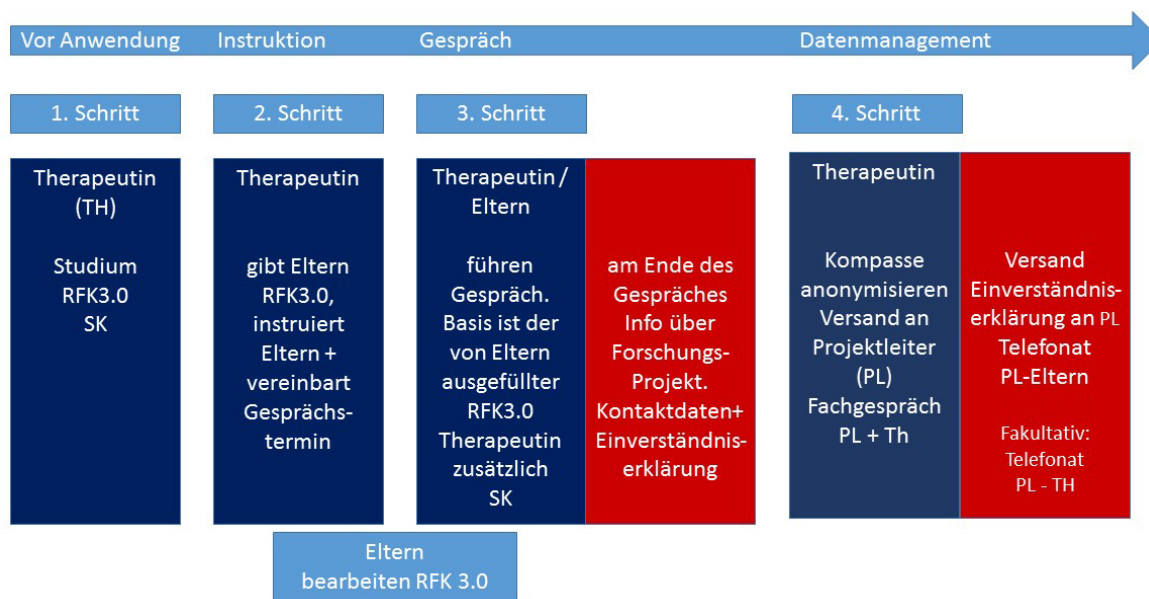 Vor Anwendung
Instruktion
Gespräch
Datenmanagement
1. Schritt
2. Schritt
3. Schritt
4. Schritt
Therapeutin
(TH)
Studium
RFK3.0
SK
Therapeutin
gibt Eltern
RFK3.0,
instruiert
Eltern +
vereinbart
Gesprächs-
termin
Therapeutin /
Eltern
führen
Gespräch.
Basis ist der
von Eltern
ausgefüllter
RFK3.0
Therapeutin
zusätzlich
SK
am Ende des
Gespräches
Info über
Forschungs-
Projekt.
Kontaktdaten+
Einverständnis-
erklärung
Therapeutin
Kompasse
anonymisieren
Versand an
Projektleiter
(PL)
Fachgespräch
PL + Th
Versand
Einverständnis-
erklärung an PL
Telefonat
PL-Eltern
Fakultativ:
Telefonat
PL - TH
Eltern
bearbeiten RFK 3.0